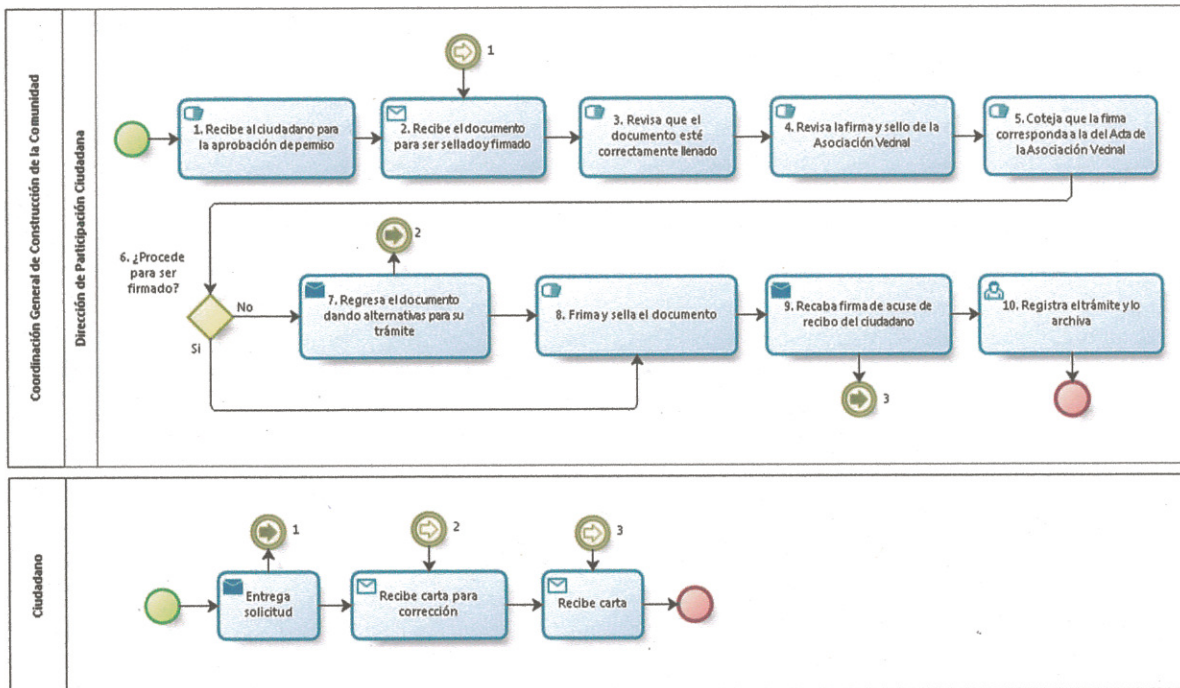 Coordinación General de Construcción de la Comunidad
Dirección de Participación Ciudadana
1
1. Recibe al ciudadano para
la aprobación de permiso
2. Recibe el documento
para ser sellado y firmado
3. Revisa que el
documento esté
correctamente llenado
4. Revisa la firma y sello de la
Asociación Vecinal
5. Coteja que la firma
corresponda a la del Acta de
la Asociación Vecinal
6. ¿Procede
para ser
firmado?
No
Si
2
7. Regresa el documento
dando alternativas para su
trámite
8. Frima y sella el documento
9. Recaba firma de acuse de
recibo del ciudadano
10. Registra el trámite y lo
archiva
3
Ciudadano
1
2
3
Entrega
solicitud
Recibe carta para
corrección
Recibe carta